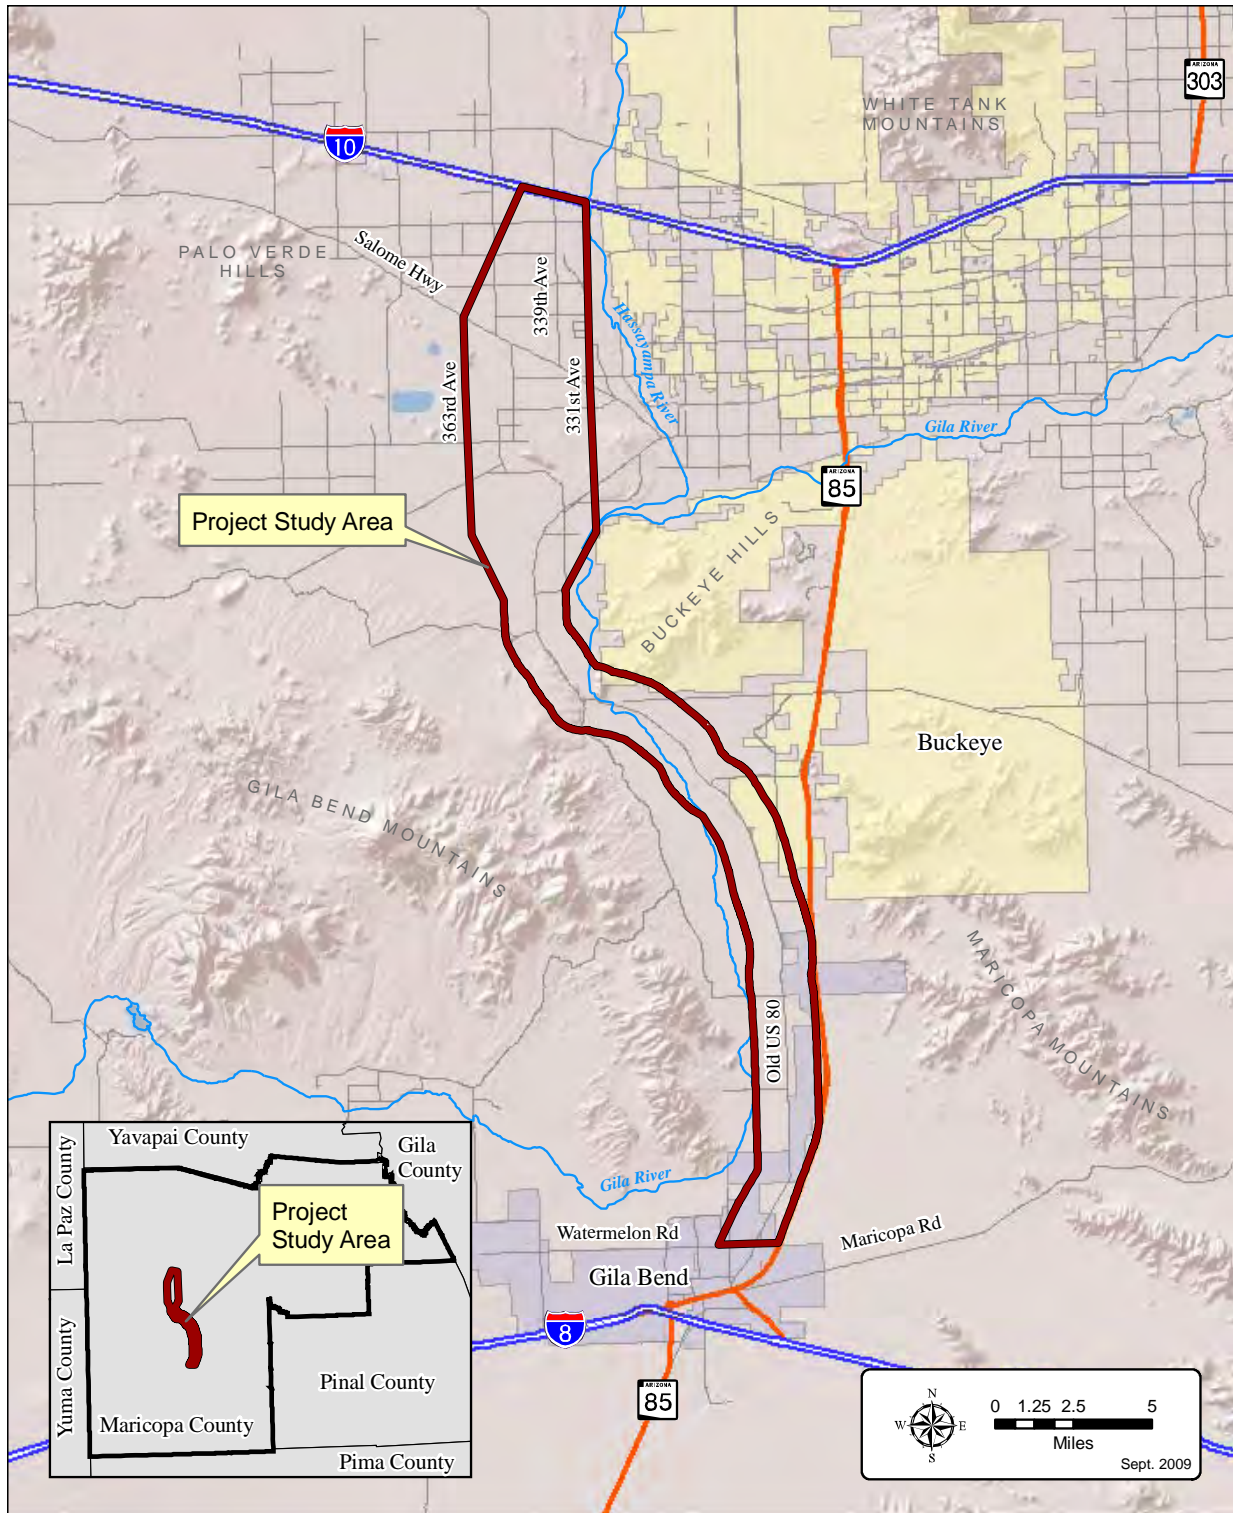 ARIZONA
303
WHITE TANK
MOUNTAINS
10
PALO VERDE
HILLS
Salome Hwy
339th Ave
Hassayampa River
363rd Ave
331st Ave
Gila River
ARIZONA
85
Project Study Area
BUCKEYE HILLS
Buckeye
GILA BEND MOUNTAINS
MARICOPA MOUNTAINS
Old US 80
Gila River
Watermelon Rd
Maricopa Rd
Gila Bend
8
ARIZONA
85
Yavapai County
Gila
County
La Paz County
Project
Study Area
Yuma County
Pinal County
Maricopa County
Pima County
N
W
E
S
0 1.25 2.5 5
Miles
Sept. 2009